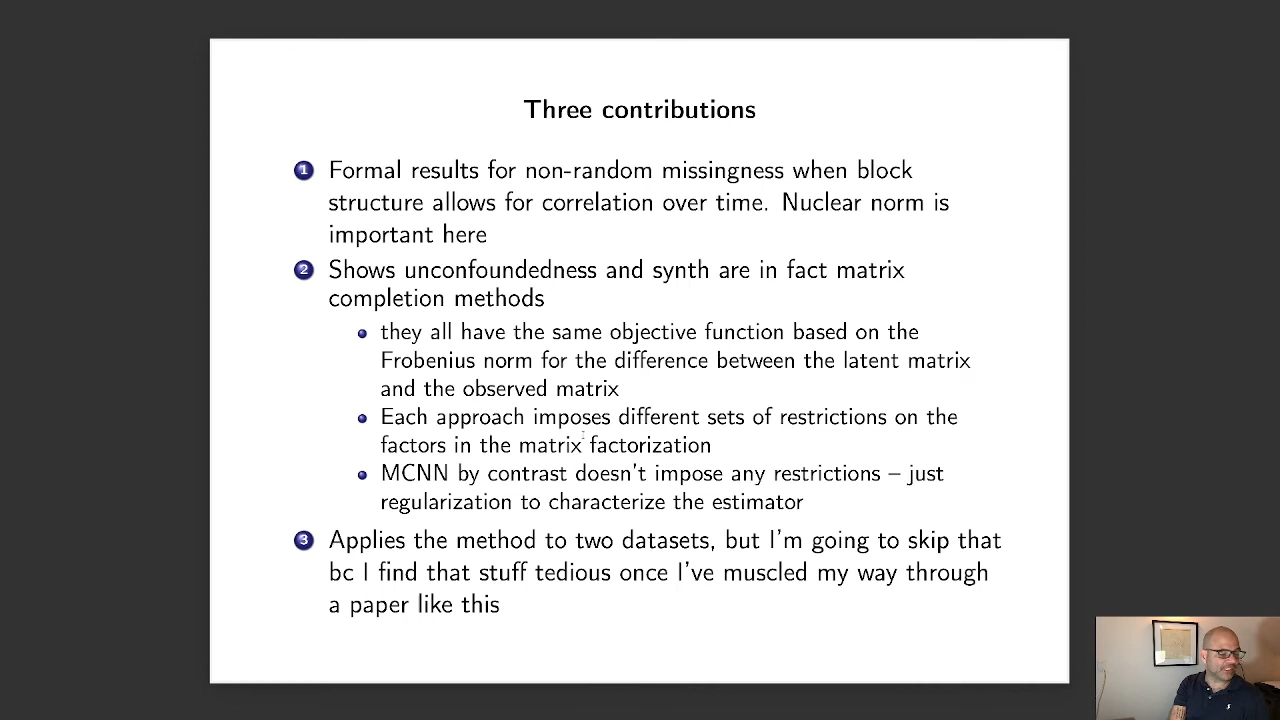 Three contributions
1 Formal results for non-random missingness when block
structure allows for correlation over time. Nuclear norm is
important here
2 Shows unconfoundedness and synth are in fact matrix
completion methods
they all have the same objective function based on the
Frobenius norm for the difference between the latent matrix
and the observed matrix
Each approach imposes different sets of restrictions on the
factors in the matrix factorization
MCNN by contrast doesn't impose any restrictions – just
regularization to characterize the estimator
3 Applies the method to two datasets, but I'm going to skip that
bc I find that stuff tedious once I've muscled my way through
a paper like this